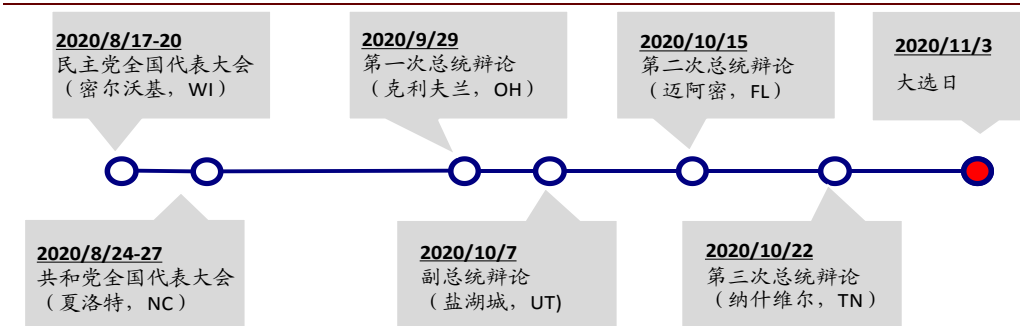 2020/8/17-20
民主党全国代表大会
（密尔沃基，WI）
2020/9/29
第一次总统辩论
（克利夫兰，OH）
2020/10/15
第二次总统辩论
（迈阿密，FL）
2020/11/3
大选日
2020/8/24-27
共和党全国代表大会
（夏洛特，NC）
2020/10/7
副总统辩论
（盐湖城，UT)
2020/10/22
第三次总统辩论
（纳什维尔，TN）